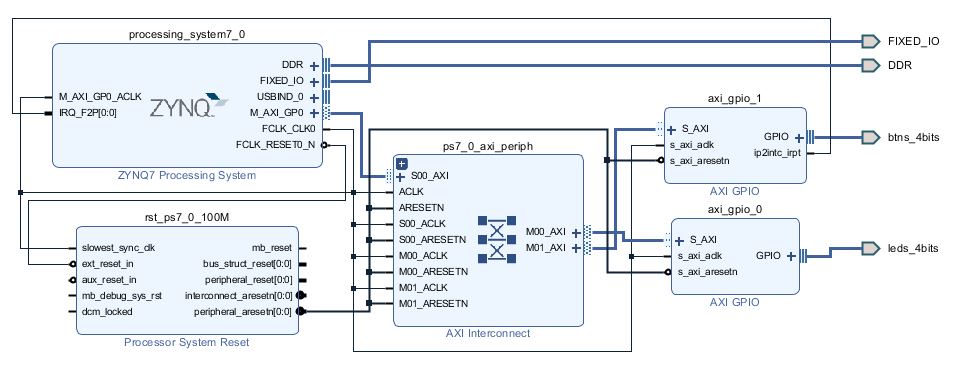 processing_system7_0
DDR
FIXED_IO
USBIND_0
M_AXI_GP0
FCLK_CLK0
FCLK_RESET0_N
M_AXI_GP0_ACLK
IRQ_F2P[0:0]
ZYNQ
ZYNQ7 Processing System
rst_ps7_0_100M
slowest_sync_clk
ext_reset_in
aux_reset_in
mb_debug_sys_rst
dcm_locked
mb_reset
bus_struct_reset[0:0]
peripheral_reset[0:0]
interconnect_aresetn[0:0]
peripheral_aresetn[0:0]
Processor System Reset
ps7_0_axi_periph
S00_AXI
ACLK
ARESETN
S00_ACLK
S00_ARESETN
M00_ACLK
M00_ARESETN
M01_ACLK
M01_ARESETN
M00_AXI
M01_AXI
AXI Interconnect
axi_gpio_1
S_AXI
s_axi_aclk
s_axi_aresetn
GPIO
ip2intc_irpt
AXI GPIO
axi_gpio_0
S_AXI
s_axi_aclk
s_axi_aresetn
GPIO
AXI GPIO
FIXED_IO
DDR
btns_4bits
leds_4bits